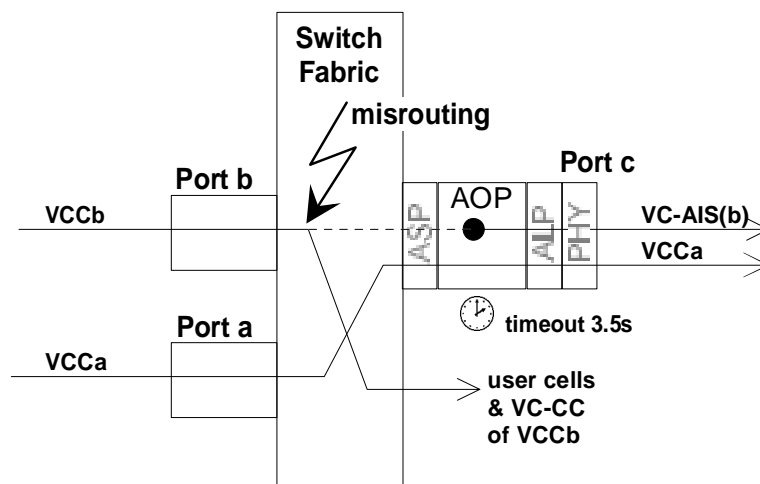 Switch
Fabric
misrouting
Port b
VCCb
ASP
AOP
ALP
PHY
Port c
VC-AIS(b)
VCCa
timeout 3.5s
Port a
VCCa
user cells
& VC-CC
of VCCb